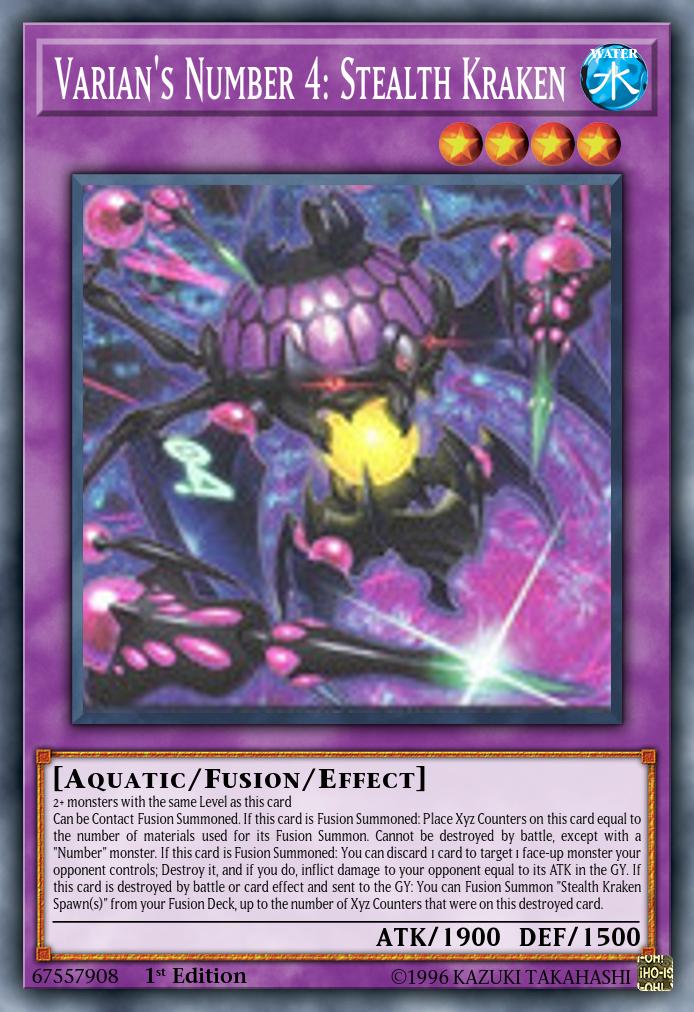 Varian's Number 4: Stealth Kraken
WATER
水
04
[Aquatic/Fusion/Effect]
2+ monsters with the same Level as this card
Can be Contact Fusion Summoned. If this card is Fusion Summoned: Place Xyz Counters on this card equal to
the number of materials used for its Fusion Summon. Cannot be destroyed by battle, except with a
"Number" monster. If this card is Fusion Summoned: You can discard 1 card to target 1 face-up monster your
opponent controls; Destroy it, and if you do, inflict damage to your opponent equal to its ATK in the GY. If
this card is destroyed by battle or card effect and sent to the GY: You can Fusion Summon "Stealth Kraken
Spawn(s)" from your Fusion Deck, up to the number of Xyz Counters that were on this destroyed card.
ATK/1900 DEF/1500
67557908 1st Edition ©1996 KAZUKI TAKAHASHI